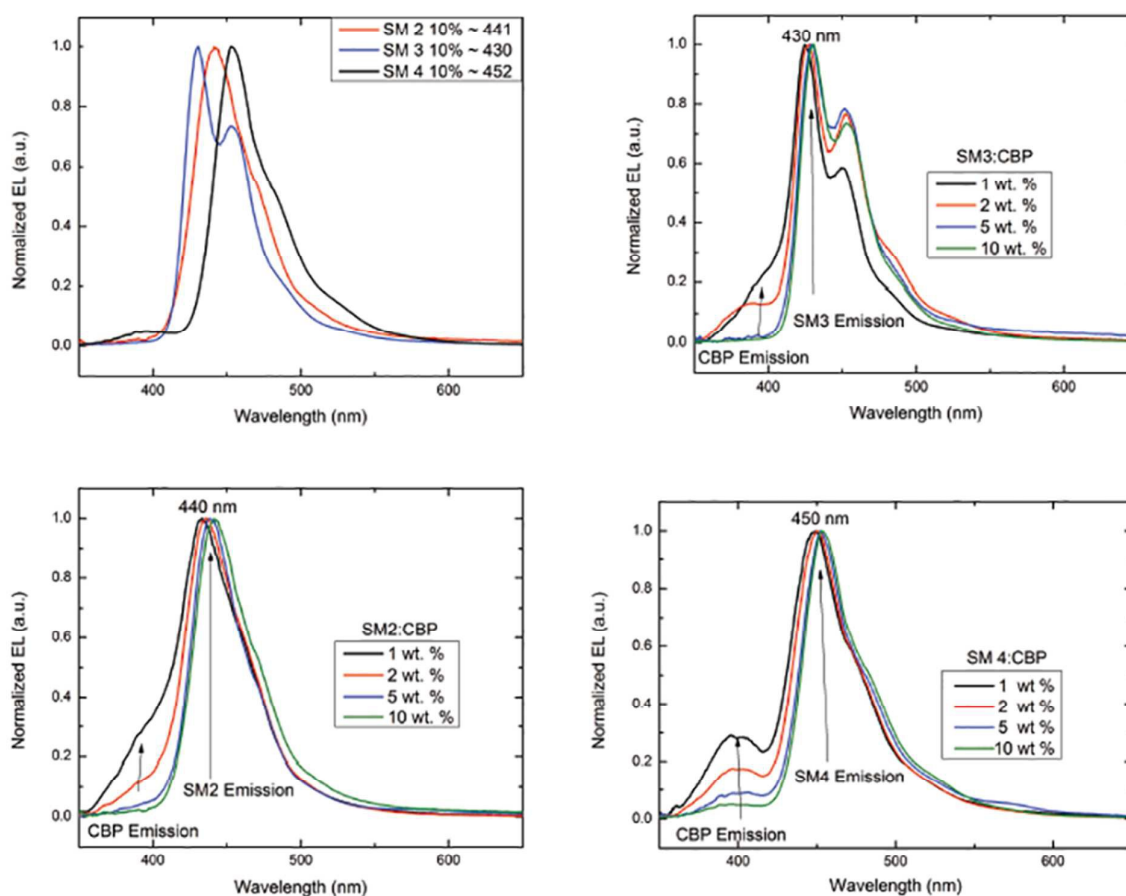 SM 2 10% ~ 441
SM 3 10% ~ 430
SM 4 10% ~ 452
1.0
0.8
0.6
0.4
0.2
0.0
Normalized EL (a.u.)
400
500
600
Wavelength (nm)
430 nm
SM3:CBP
1 wt. %
2 wt. %
5 wt. %
10 wt. %
SM3 Emission
CBP Emission
1.0
0.8
0.6
0.4
0.2
0.0
Normalized EL (a.u.)
400
500
600
Wavelength (nm)
440 nm
SM2:CBP
1 wt. %
2 wt. %
5 wt. %
10 wt. %
SM2 Emission
CBP Emission
1.0
0.8
0.6
0.4
0.2
0.0
Normalized EL (a.u.)
400
500
600
Wavelength (nm)
450 nm
SM 4:CBP
1 wt %
2 wt %
5 wt %
10 wt %
SM4 Emission
CBP Emission
1.0
0.8
0.6
0.4
0.2
0.0
Normalized EL (a.u.)
400
500
600
Wavelength (nm)